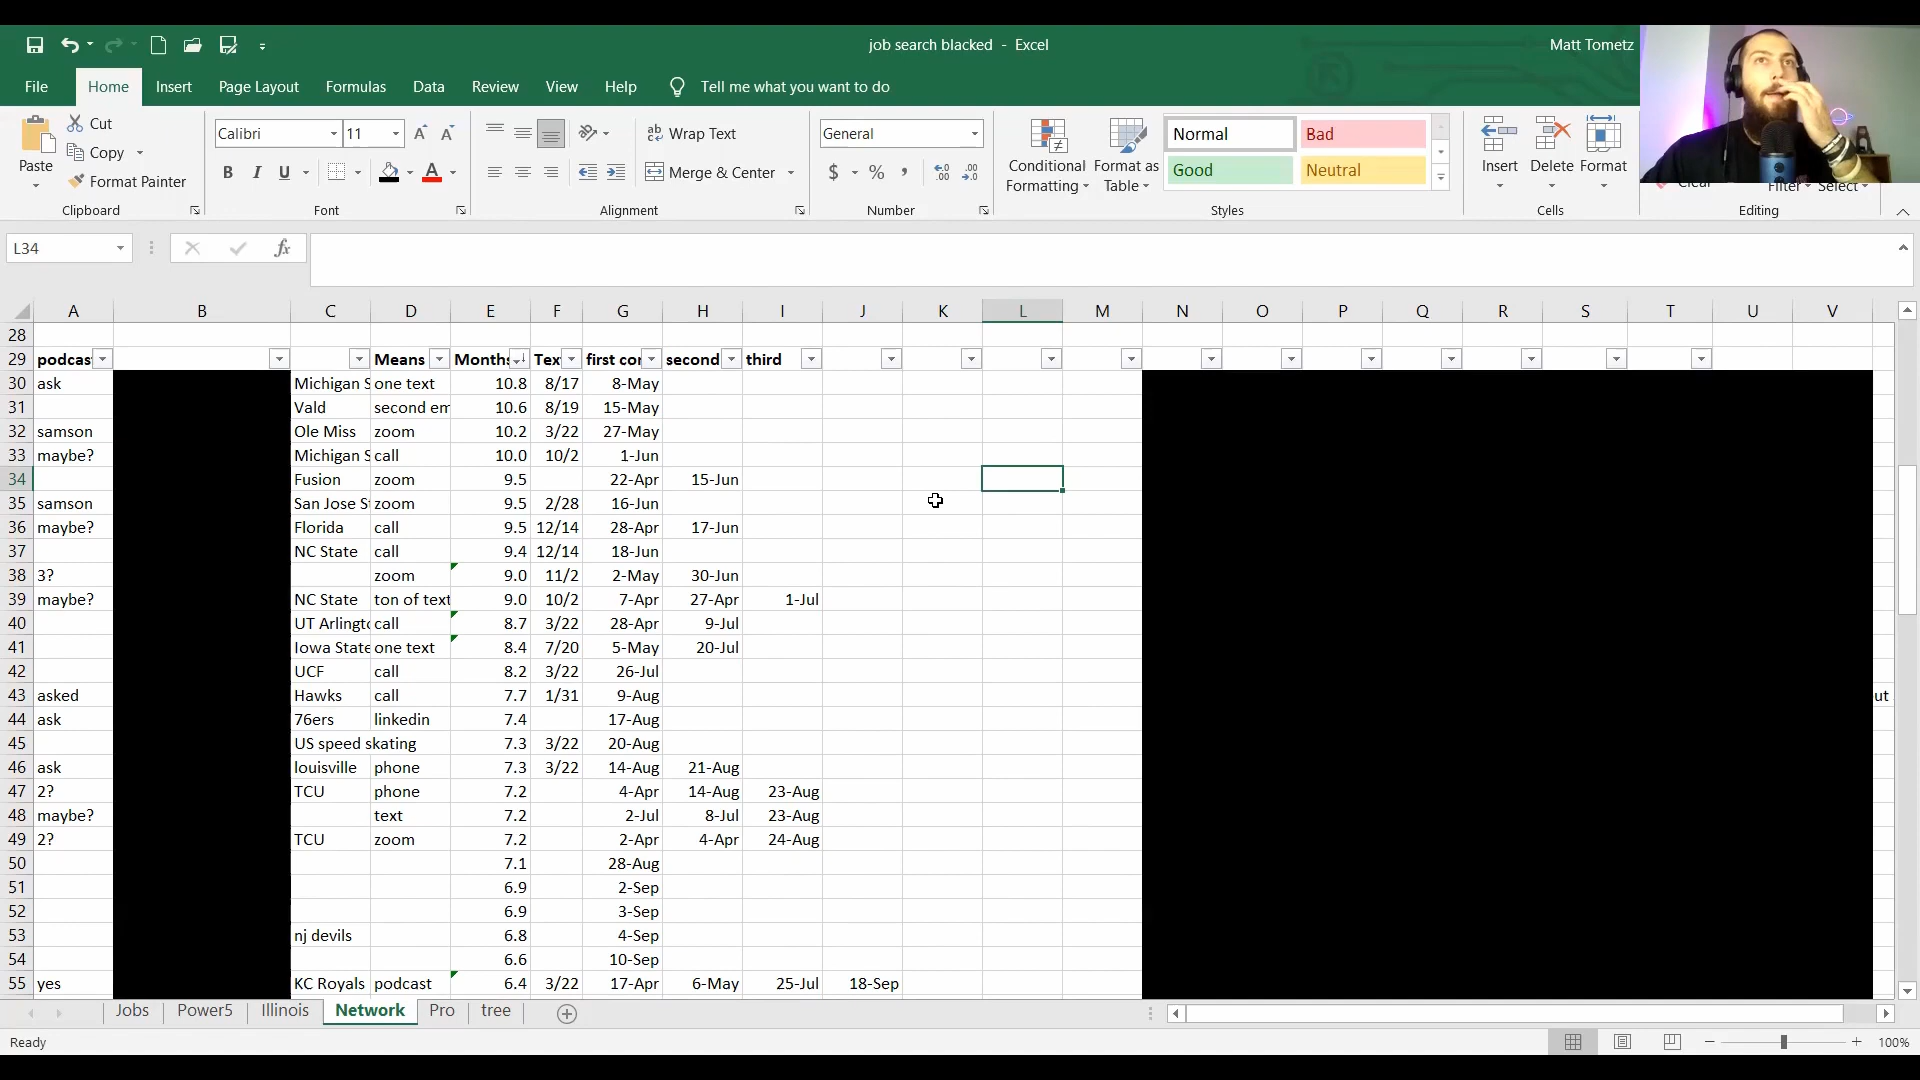 job search blacked - Excel
Matt Tometz
File Home Insert Page Layout Formulas Data Review View Help Tell me what you want to do
Paste
Cut
Copy
Format Painter
Clipboard
Calibri 11
B I U
Font
Wrap Text
Merge & Center
Alignment
General
$ % ,
Number
Conditional Formatting
Format as Table
Normal Bad
Good Neutral
Styles
Insert Delete Format
Cells
Clear Filter Select
Editing
L34 fx
A B C D E F G H I J K L M N O P Q R S T U V
28
29 Means second third
30 ask one text 10.8 8/17 8-May
31 Vald 10.6 8/19 15-May
32 samson Ole Miss zoom 10.2 3/22 27-May
33 maybe? call 10.0 10/2 1-Jun
34 Fusion zoom 9.5 22-Apr 15-Jun
35 samson San Jose zoom 9.5 2/28 16-Jun
36 maybe? Florida call 9.5 12/14 28-Apr 17-Jun
37 NC State call 9.4 12/14 18-Jun
38 3? zoom 9.0 11/2 2-May 30-Jun
39 maybe? NC State ton of text 9.0 10/2 7-Apr 27-Apr 1-Jul
40 UT call 8.7 3/22 28-Apr 9-Jul
41 Iowa State one text 8.4 7/20 5-May 20-Jul
42 UCF call 8.2 3/22 26-Jul
43 asked Hawks call 7.7 1/31 9-Aug ut
44 ask 76ers linkedin 7.4 17-Aug
45 US speed skating 7.3 3/22 20-Aug
46 ask louisville phone 7.3 3/22 14-Aug 21-Aug
47 2? TCU phone 7.2 4-Apr 14-Aug 23-Aug
48 maybe? text 7.2 2-Jul 8-Jul 23-Aug
49 2? TCU zoom 7.2 2-Apr 4-Apr 24-Aug
50 7.1 28-Aug
51 6.9 2-Sep
52 6.9 3-Sep
53 nj devils 6.8 4-Sep
54 6.6 10-Sep
55 yes KC Royals podcast 6.4 3/22 17-Apr 6-May 25-Jul 18-Sep
Jobs Power5 Illinois Network Pro tree
Ready 100%